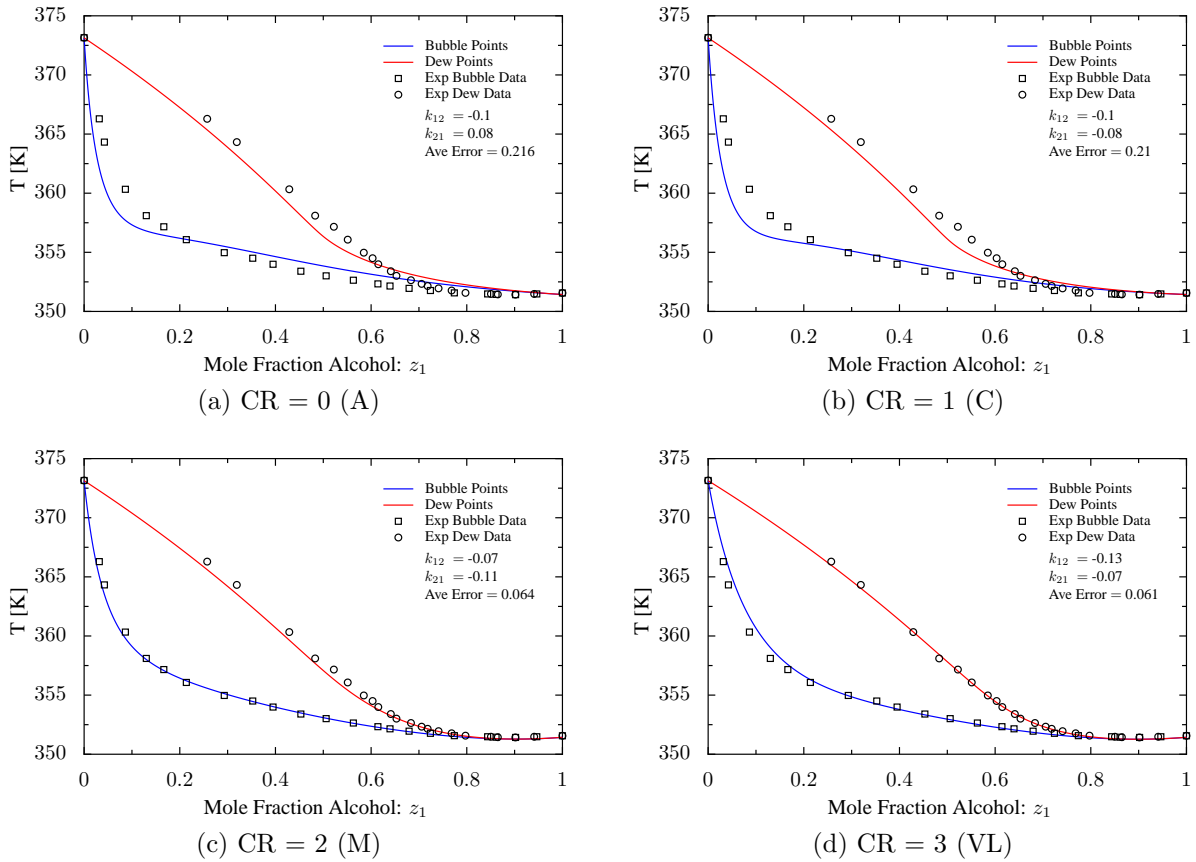 375
370
365
360
355
350
T [K]
0
0.2
0.4
0.6
0.8
1
Mole Fraction Alcohol: z1
Bubble Points
Dew Points
Exp Bubble Data
Exp Dew Data
k12 = -0.1
k21 = 0.08
Ave Error = 0.216
(a) CR = 0 (A)
375
370
365
360
355
350
T [K]
0
0.2
0.4
0.6
0.8
1
Mole Fraction Alcohol: z1
Bubble Points
Dew Points
Exp Bubble Data
Exp Dew Data
k12 = -0.1
k21 = -0.08
Ave Error = 0.21
(b) CR = 1 (C)
375
370
365
360
355
350
T [K]
0
0.2
0.4
0.6
0.8
1
Mole Fraction Alcohol: z1
Bubble Points
Dew Points
Exp Bubble Data
Exp Dew Data
k12 = -0.07
k21 = -0.11
Ave Error = 0.064
(c) CR = 2 (M)
375
370
365
360
355
350
T [K]
0
0.2
0.4
0.6
0.8
1
Mole Fraction Alcohol: z1
Bubble Points
Dew Points
Exp Bubble Data
Exp Dew Data
k12 = -0.13
k21 = -0.07
Ave Error = 0.061
(d) CR = 3 (VL)